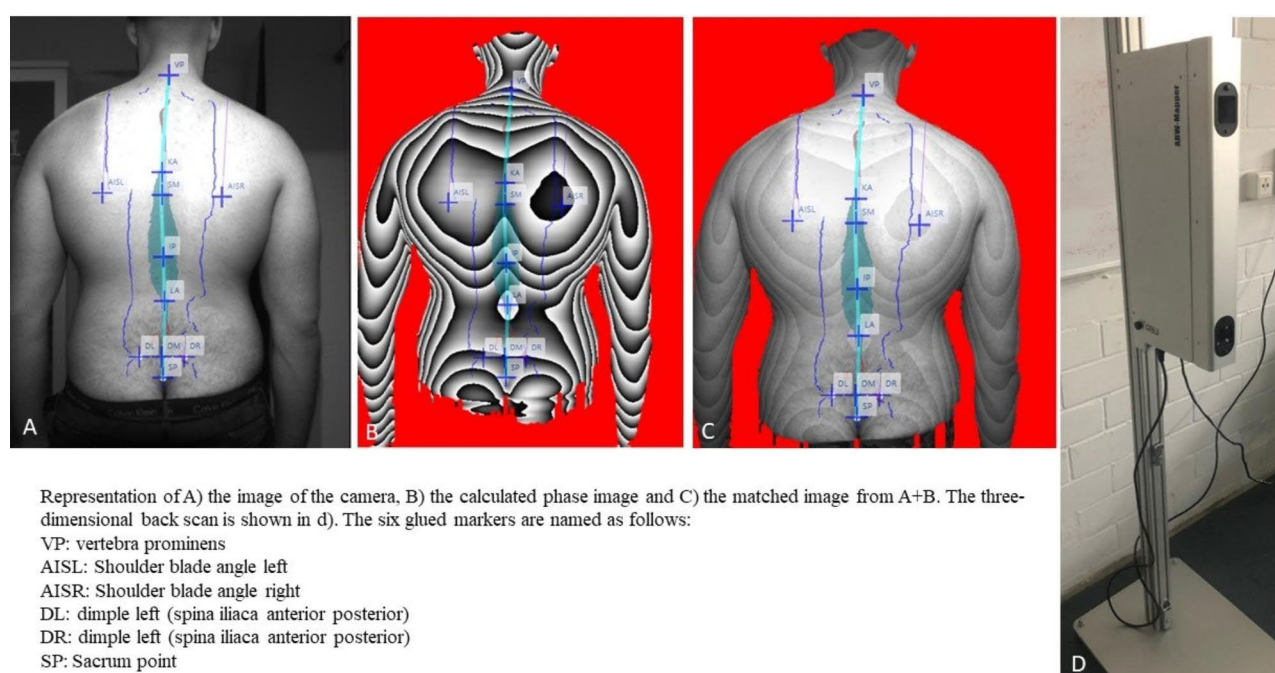 VP
KA
SM
AISL
AISR
IP
LA
DL
DM
DR
SP
Calvin Klein
Calvin Kl
A
VP
KA
SM
AISL
AISR
IP
LA
DL
DM
DR
SP
B
VP
KA
SM
AISL
AISR
IP
LA
DL
DM
DR
SP
C
ABW-Mapper
D
Representation of A) the image of the camera, B) the calculated phase image and C) the matched image from A+B. The three-
dimensional back scan is shown in d). The six glued markers are named as follows:
VP: vertebra prominens
AISL: Shoulder blade angle left
AISR: Shoulder blade angle right
DL: dimple left (spina iliaca anterior posterior)
DR: dimple left (spina iliaca anterior posterior)
SP: Sacrum point